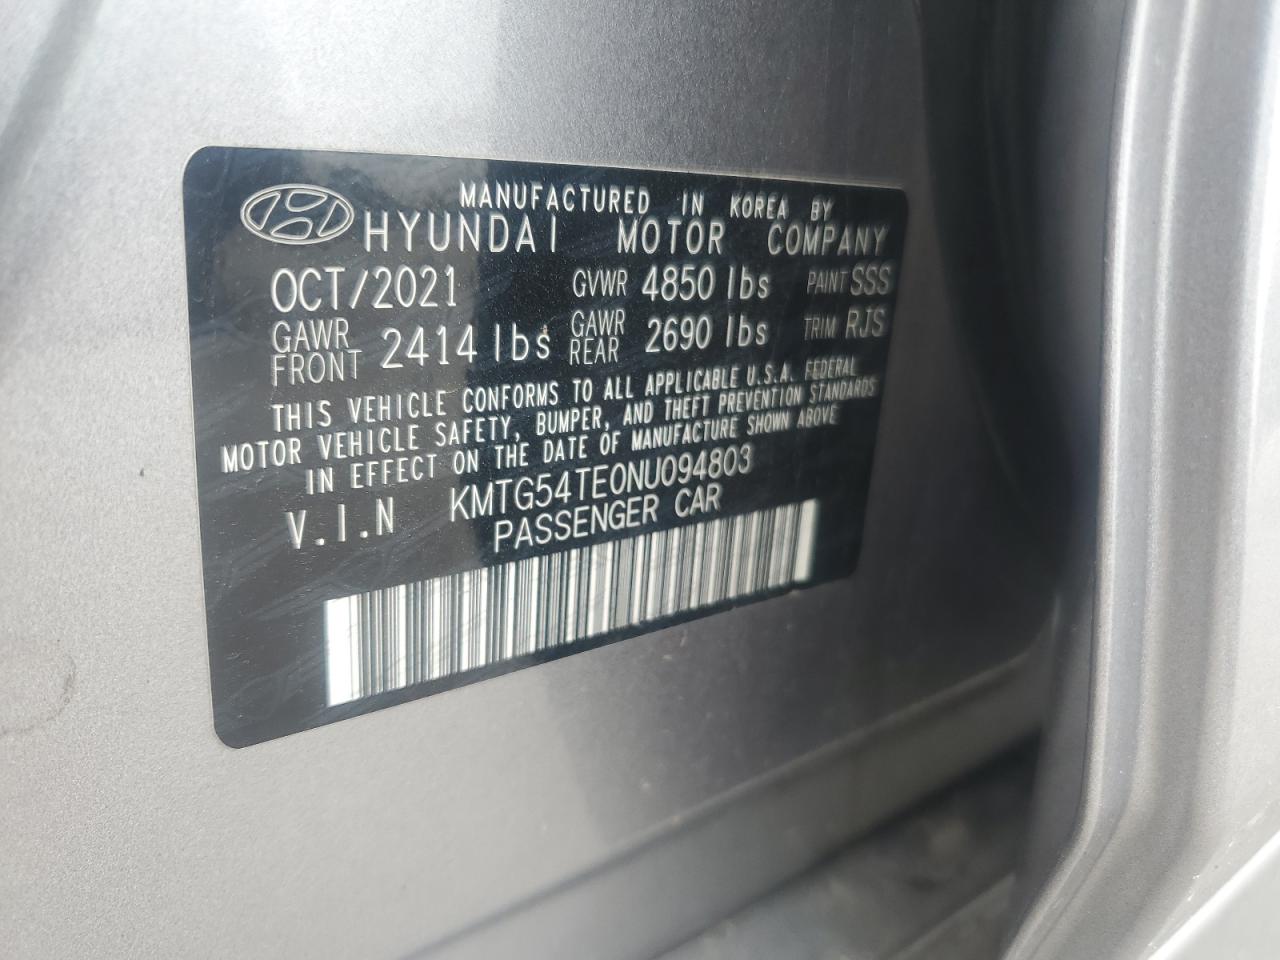 MANUFACTURED IN KOREA BY
HYUNDAI MOTOR COMPANY
OCT/2021 GVWR 4850 lbs PAINT SSS
GAWR FRONT 2414 lbs GAWR REAR 2690 lbs TRIM RJS
THIS VEHICLE CONFORMS TO ALL APPLICABLE U.S.A. FEDERAL
MOTOR VEHICLE SAFETY, BUMPER, AND THEFT PREVENTION STANDARDS
IN EFFECT ON THE DATE OF MANUFACTURE SHOWN ABOVE
V.I.N KMTG54TE0NU094803
PASSENGER CAR